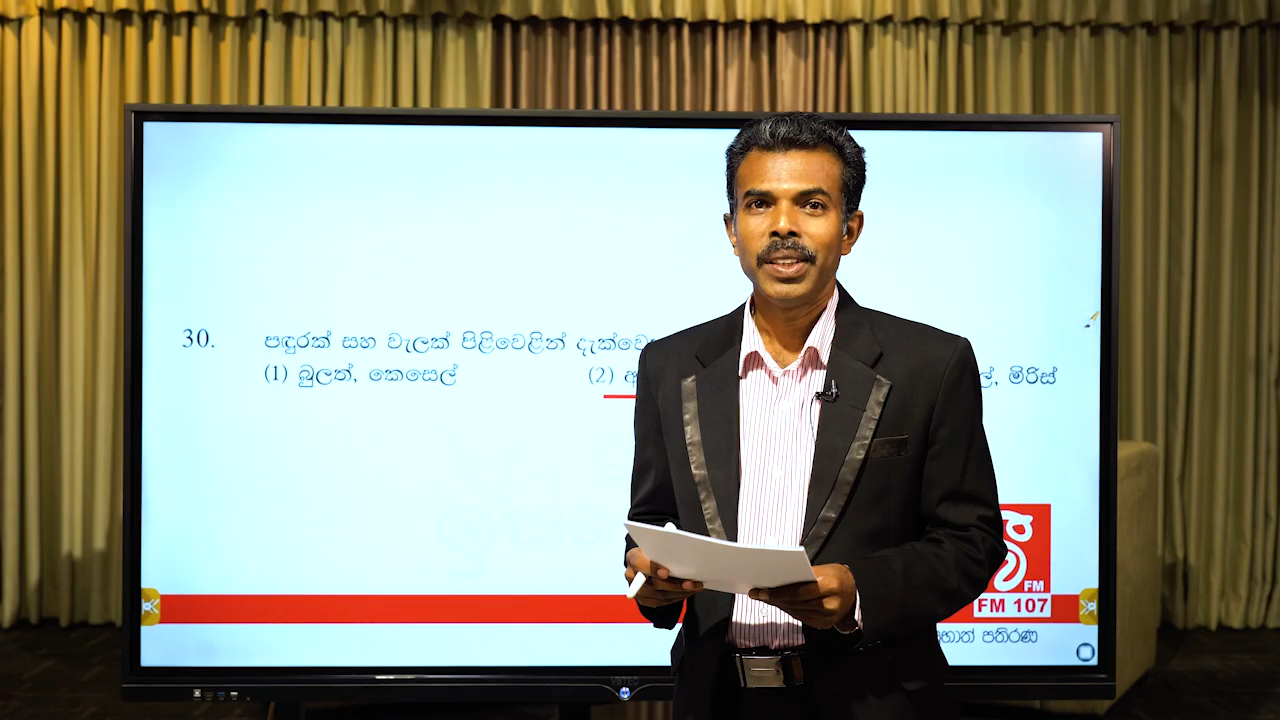 30. පඳුරක් සහ වැලක් පිළිවෙළින් දැක්වෙ
(1) බුලත්, කෙසෙල් (2) මිරිස්
FM
FM 107
පතිරණ